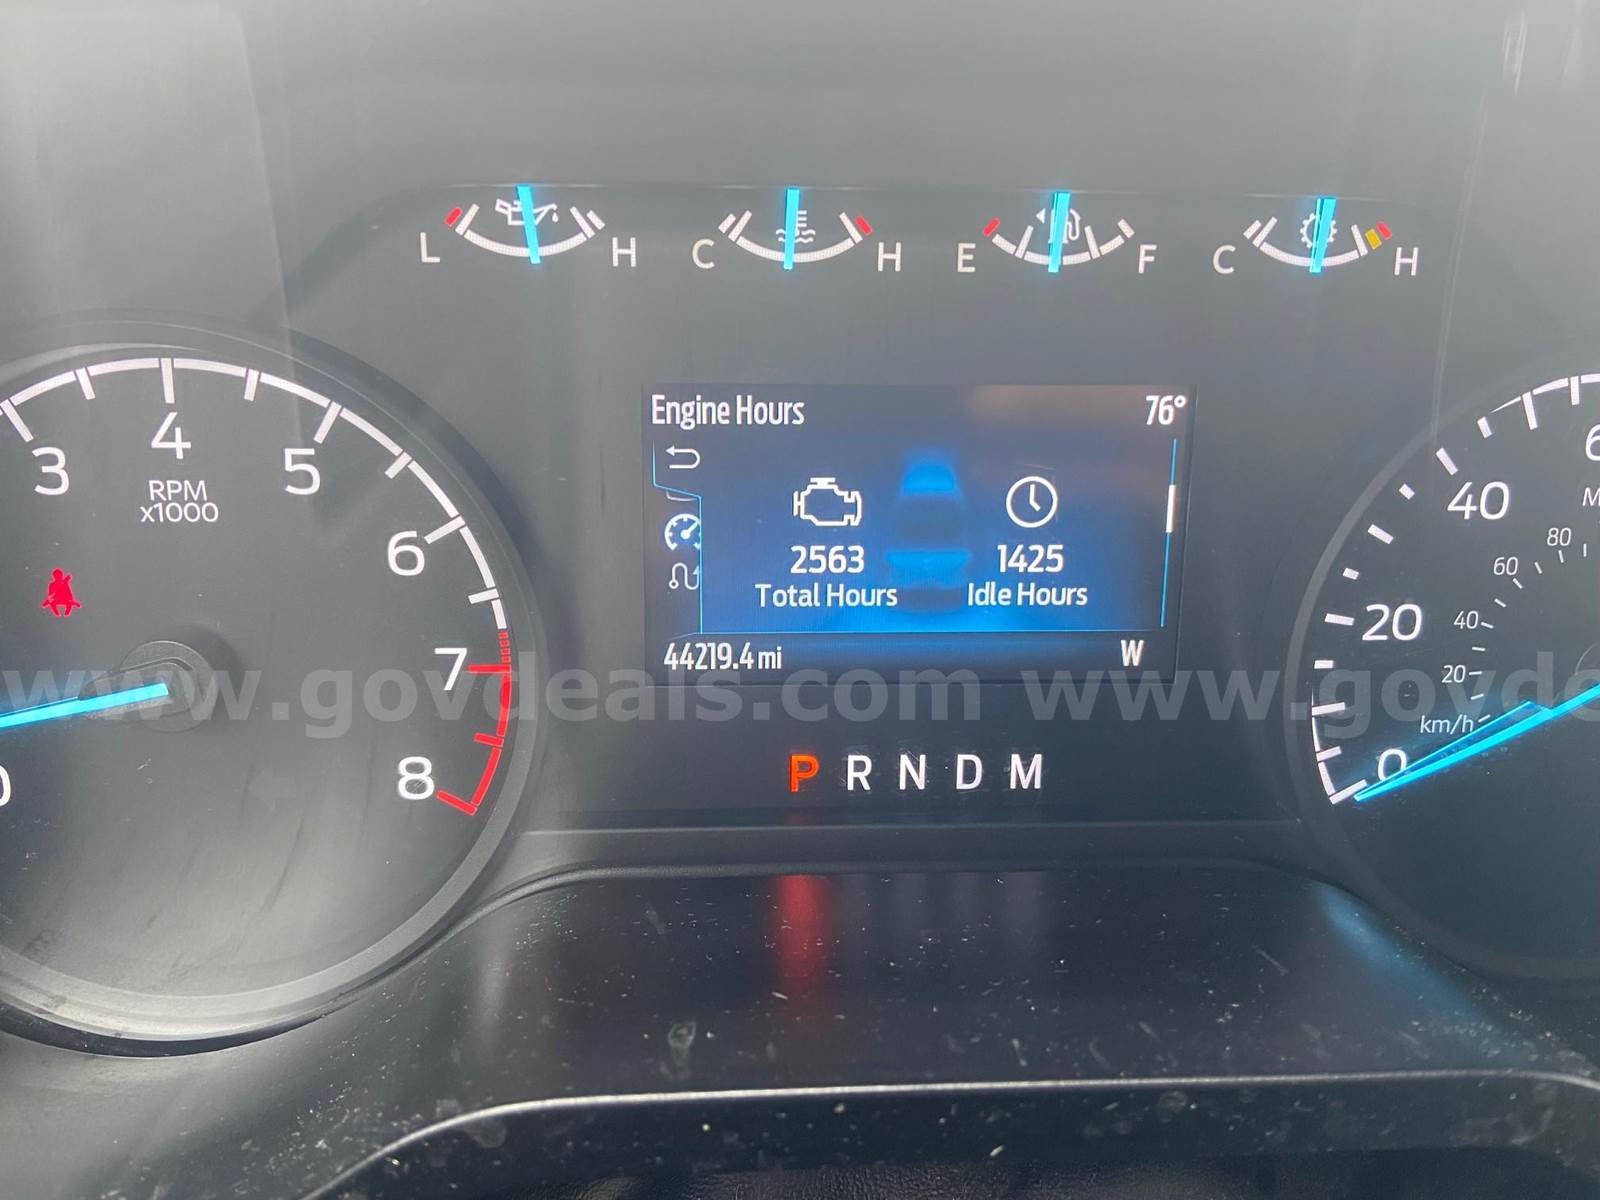 L H C H E F C H
Engine Hours 76°
2563 1425
Total Hours Idle Hours
44219.4 mi W
P R N D M
3 4 5 6 7 8 0
RPM
x1000
0 20 40
20 40 60 80
km/h
www.govdeals.com www.govde